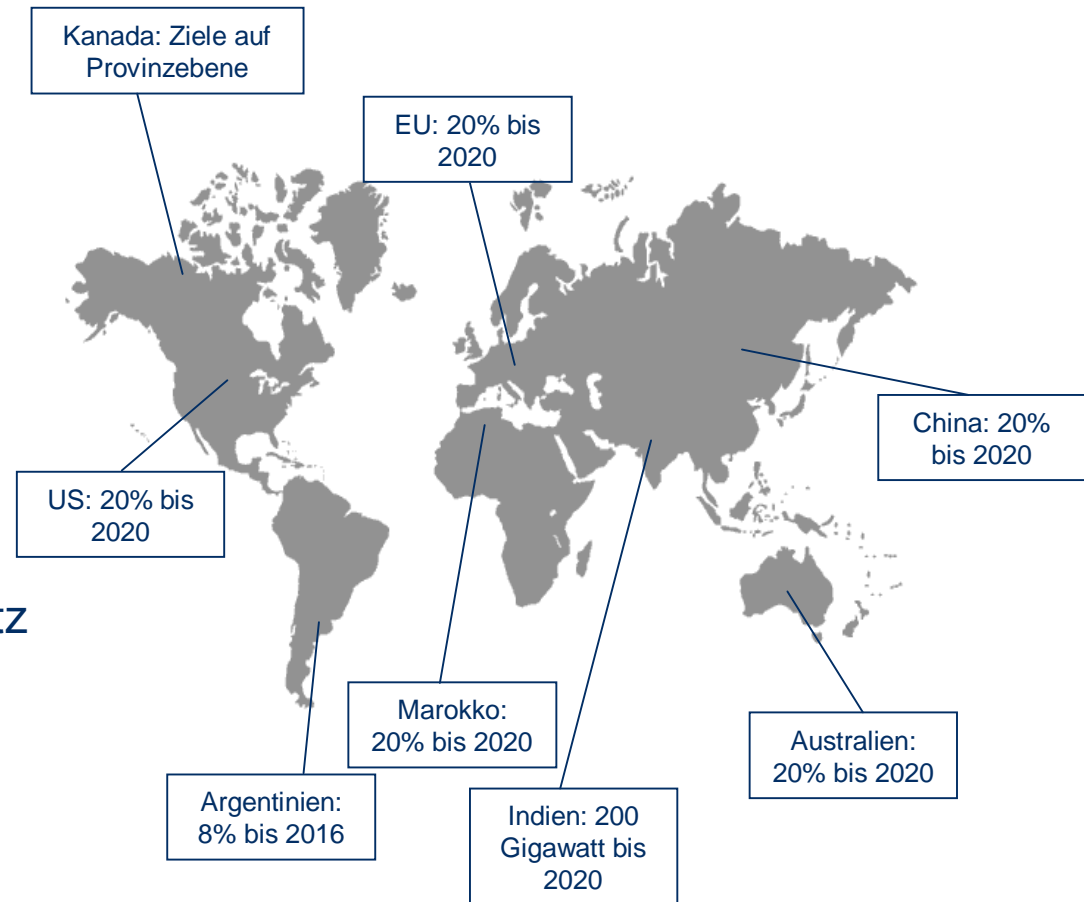 Kanada: Ziele auf
Provinzebene
EU: 20% bis
2020
China: 20%
bis 2020
US: 20% bis
2020
tz
Marokko:
20% bis 2020
Australien:
20% bis 2020
Argentinien:
8% bis 2016
Indien: 200
Gigawatt bis
2020